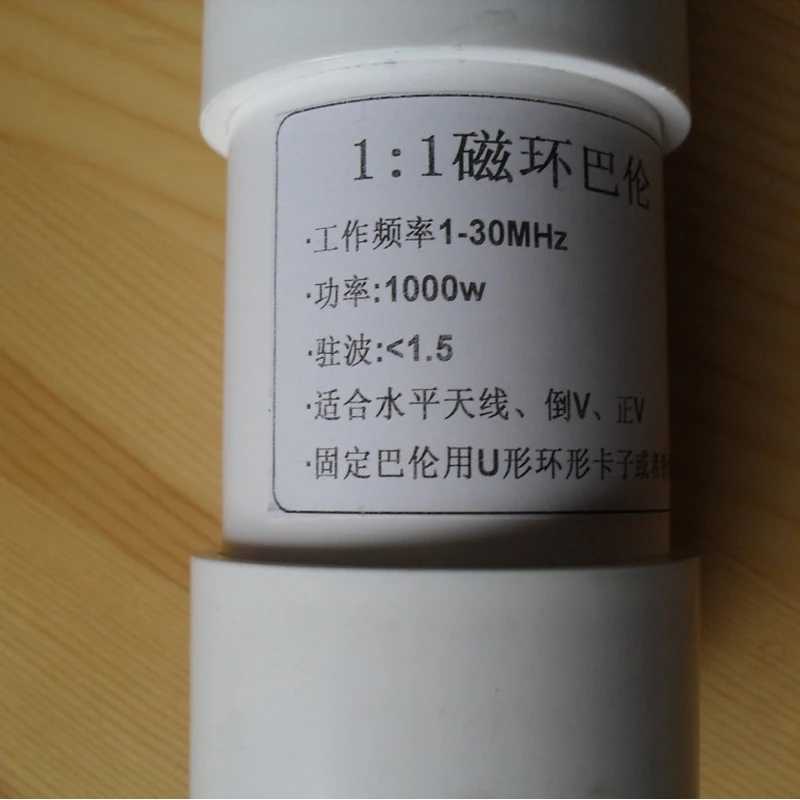 1:1磁环巴伦
·工作频率1-30MHz
·功率:1000w
·驻波:<1.5
·适合水平天线、倒V、正V
·固定巴伦用U形环形卡子或者